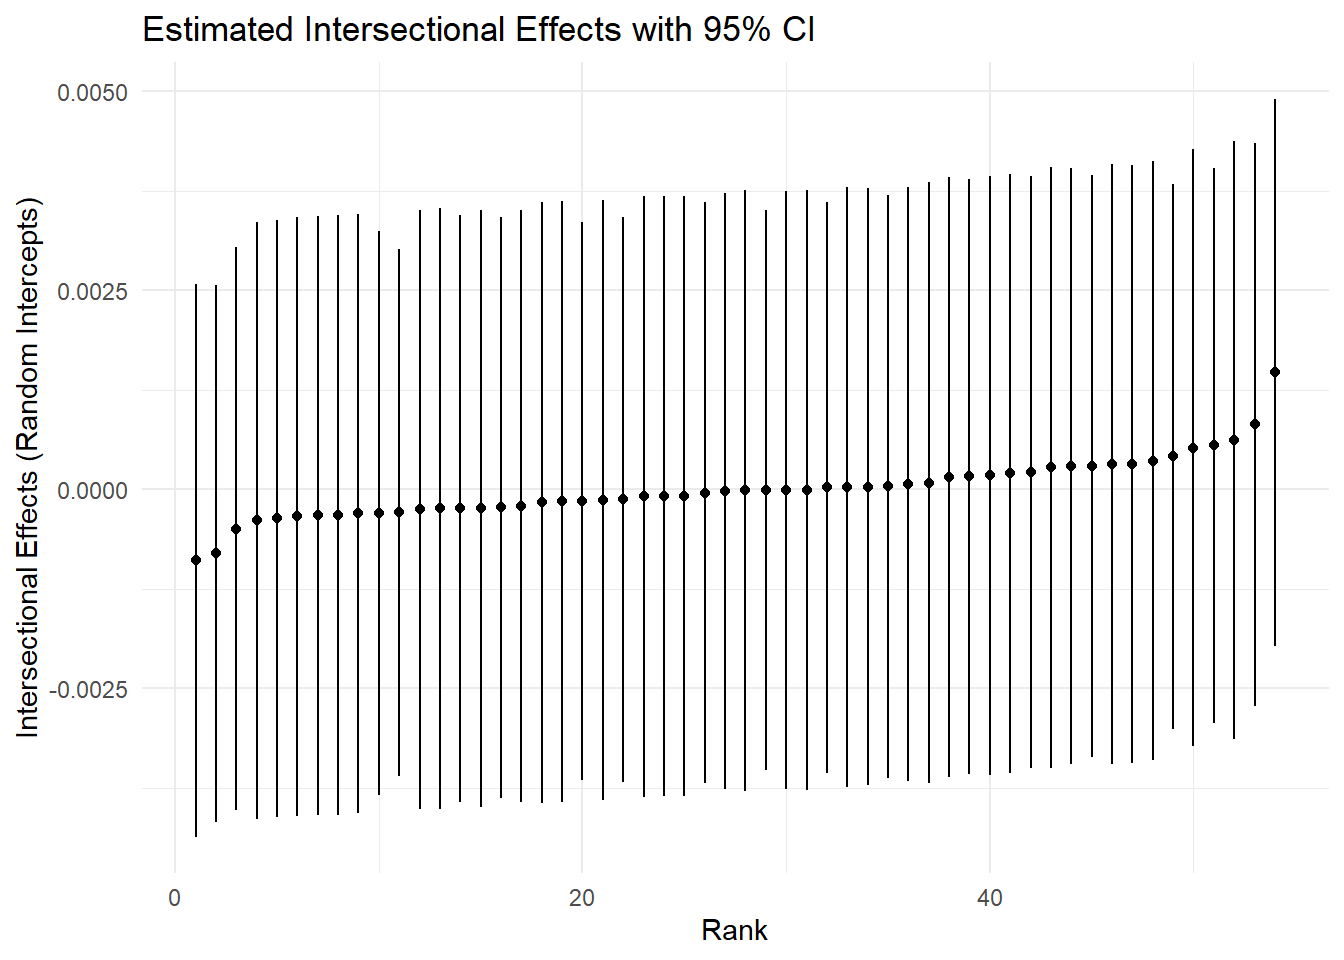 Estimated Intersectional Effects with 95% CI
Intersectional Effects (Random Intercepts)
0.0050
0.0025
0.0000
-0.0025
0
20
40
Rank